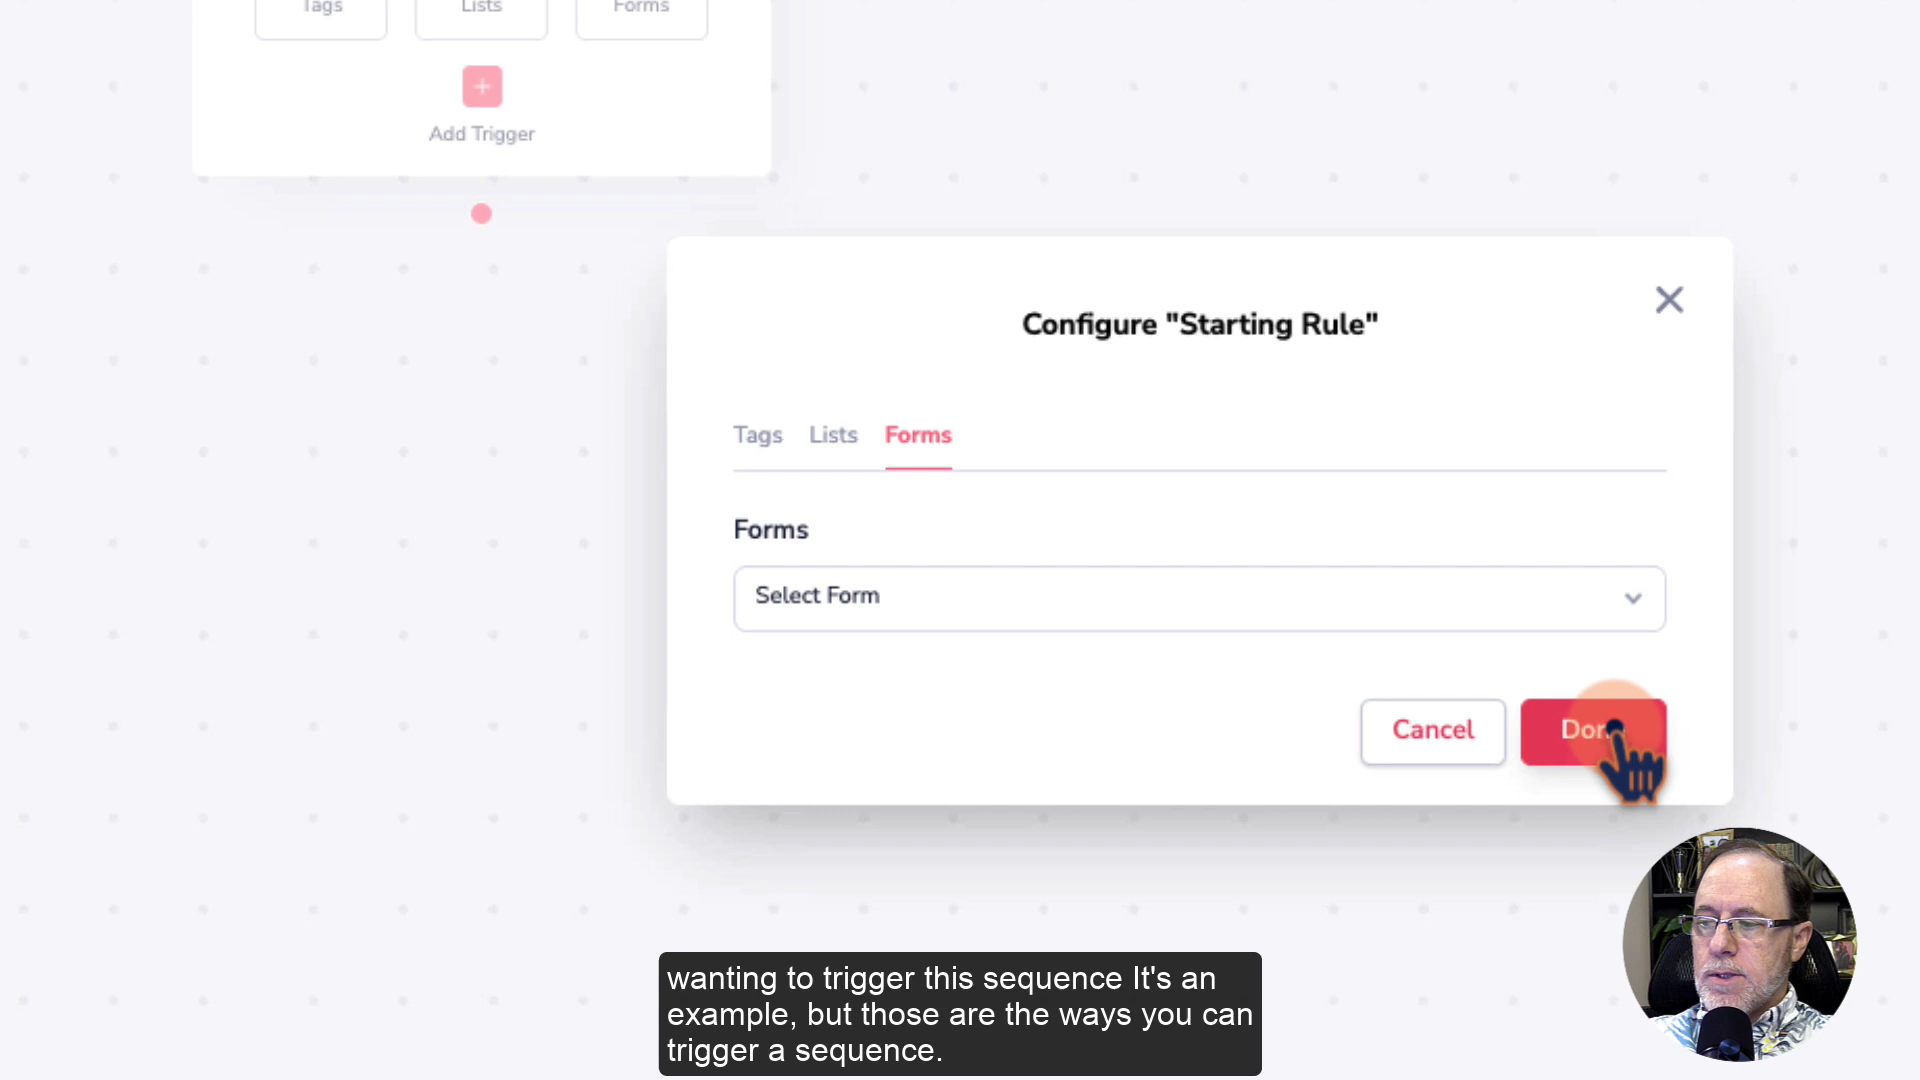 Tags Lists Forms
+
Add Trigger
Configure "Starting Rule"
Tags Lists Forms
Forms
Select Form
Cancel
wanting to trigger this sequence It's an
example, but those are the ways you can
trigger a sequence.